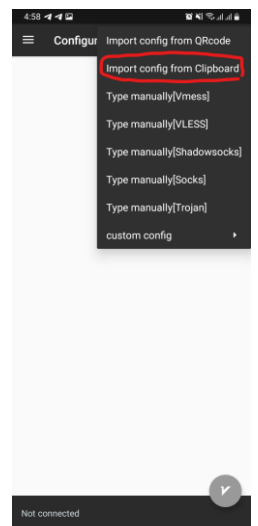 4:58
Configur
Import config from QRcode
Import config from Clipboard
Type manually[Vmess]
Type manually[VLESS]
Type manually[Shadowsocks]
Type manually[Socks]
Type manually[Trojan]
custom config
V
Not connected